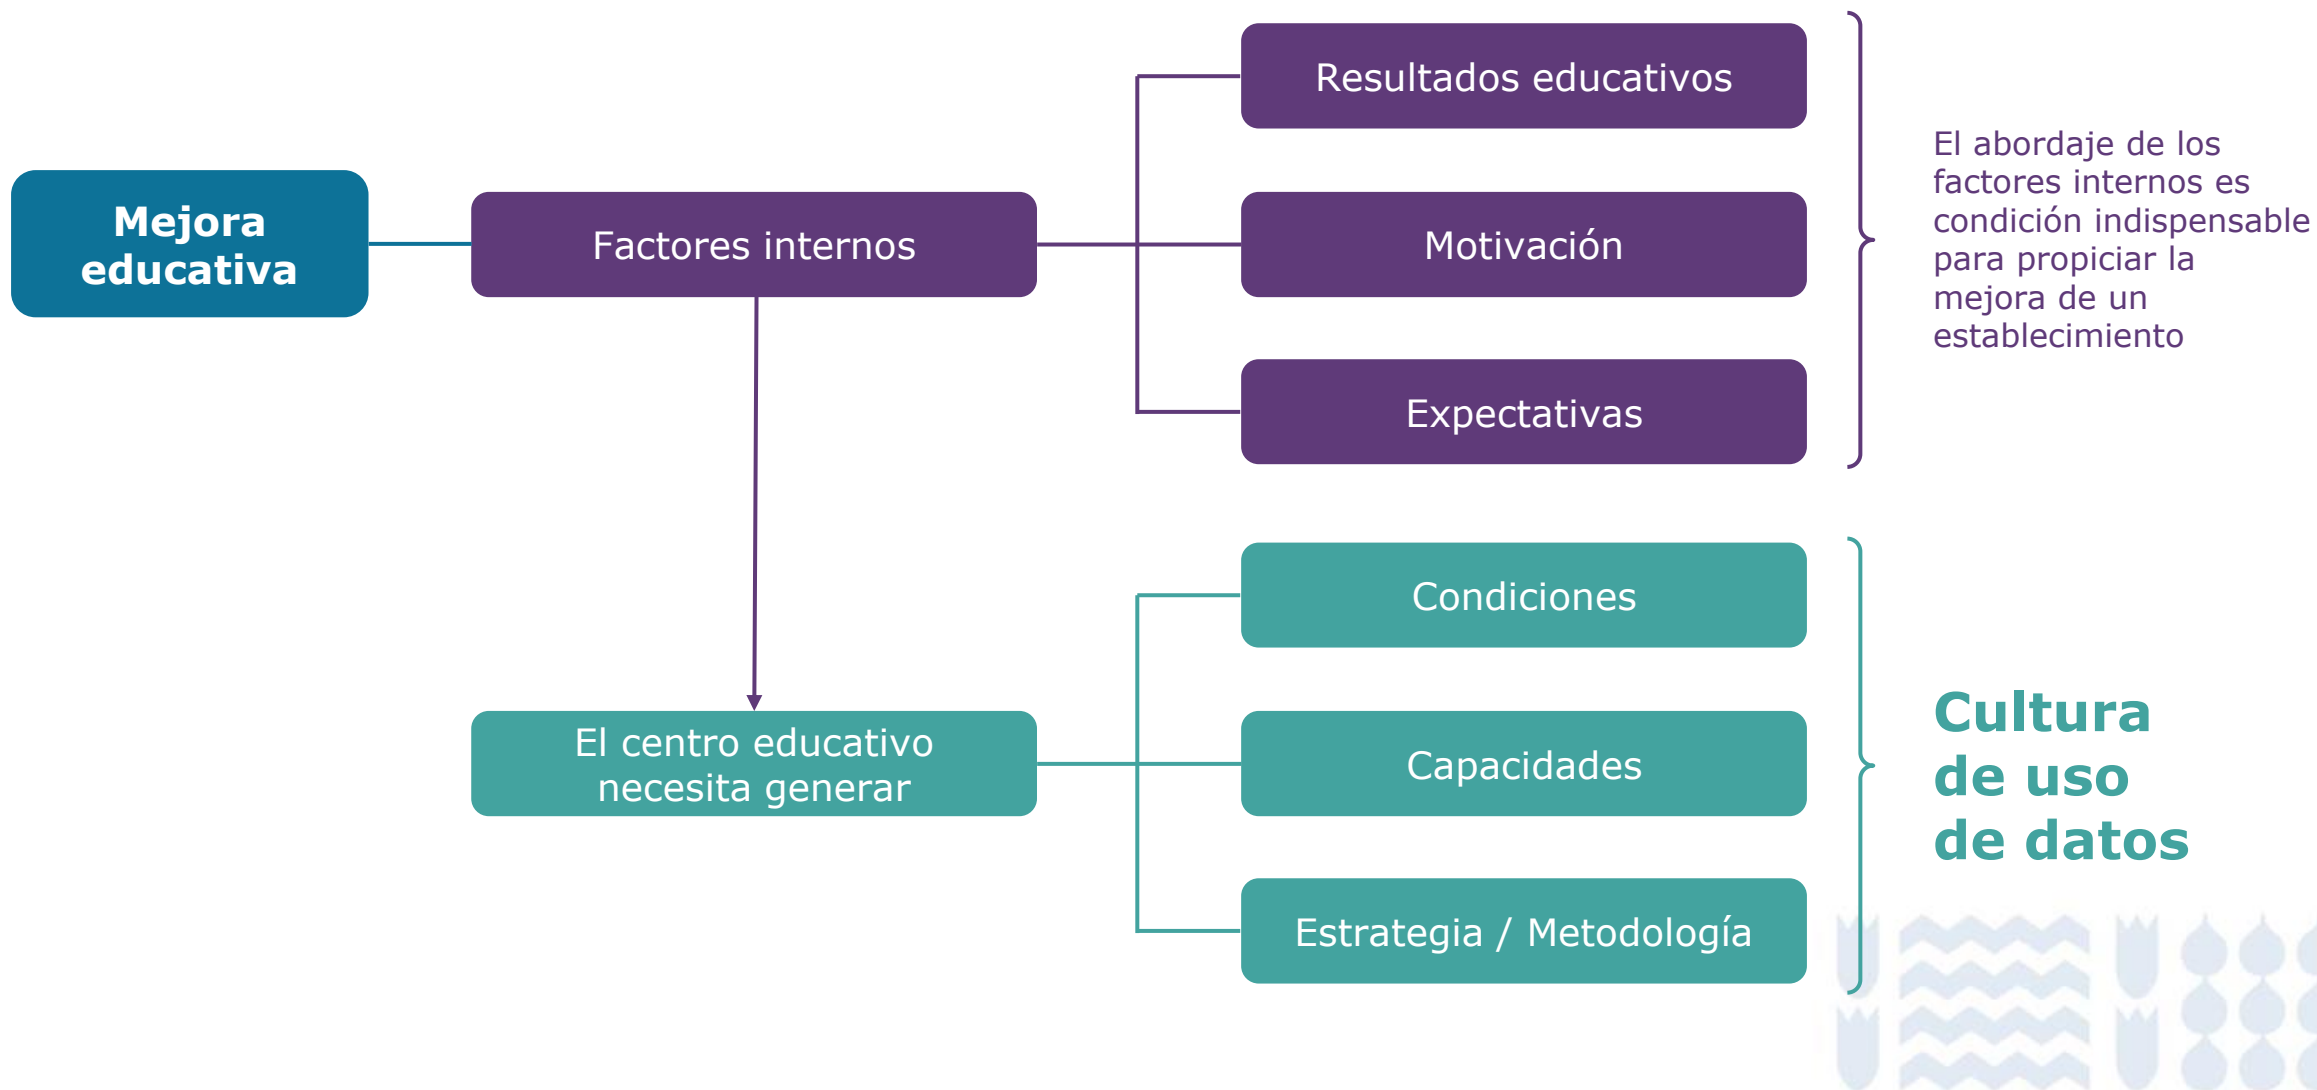 Mejora
educativa
Factores internos
Resultados educativos
Motivación
Expectativas
El abordaje de los
factores internos es
condición indispensable
para propiciar la
mejora de un
establecimiento
El centro educativo
necesita generar
Condiciones
Capacidades
Estrategia / Metodología
Cultura
de uso
de datos